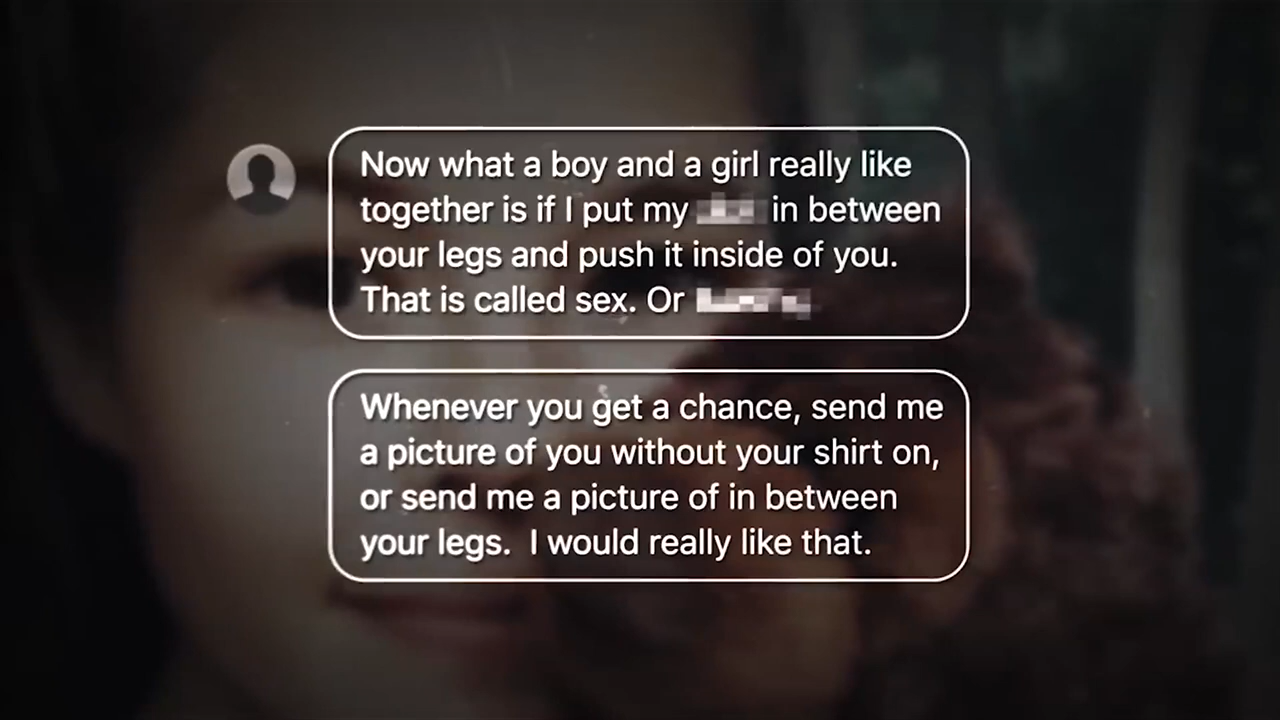 Now what a boy and a girl really like
together is if I put my in between
your legs and push it inside of you.
That is called sex. Or
Whenever you get a chance, send me
a picture of you without your shirt on,
or send me a picture of in between
your legs. I would really like that.